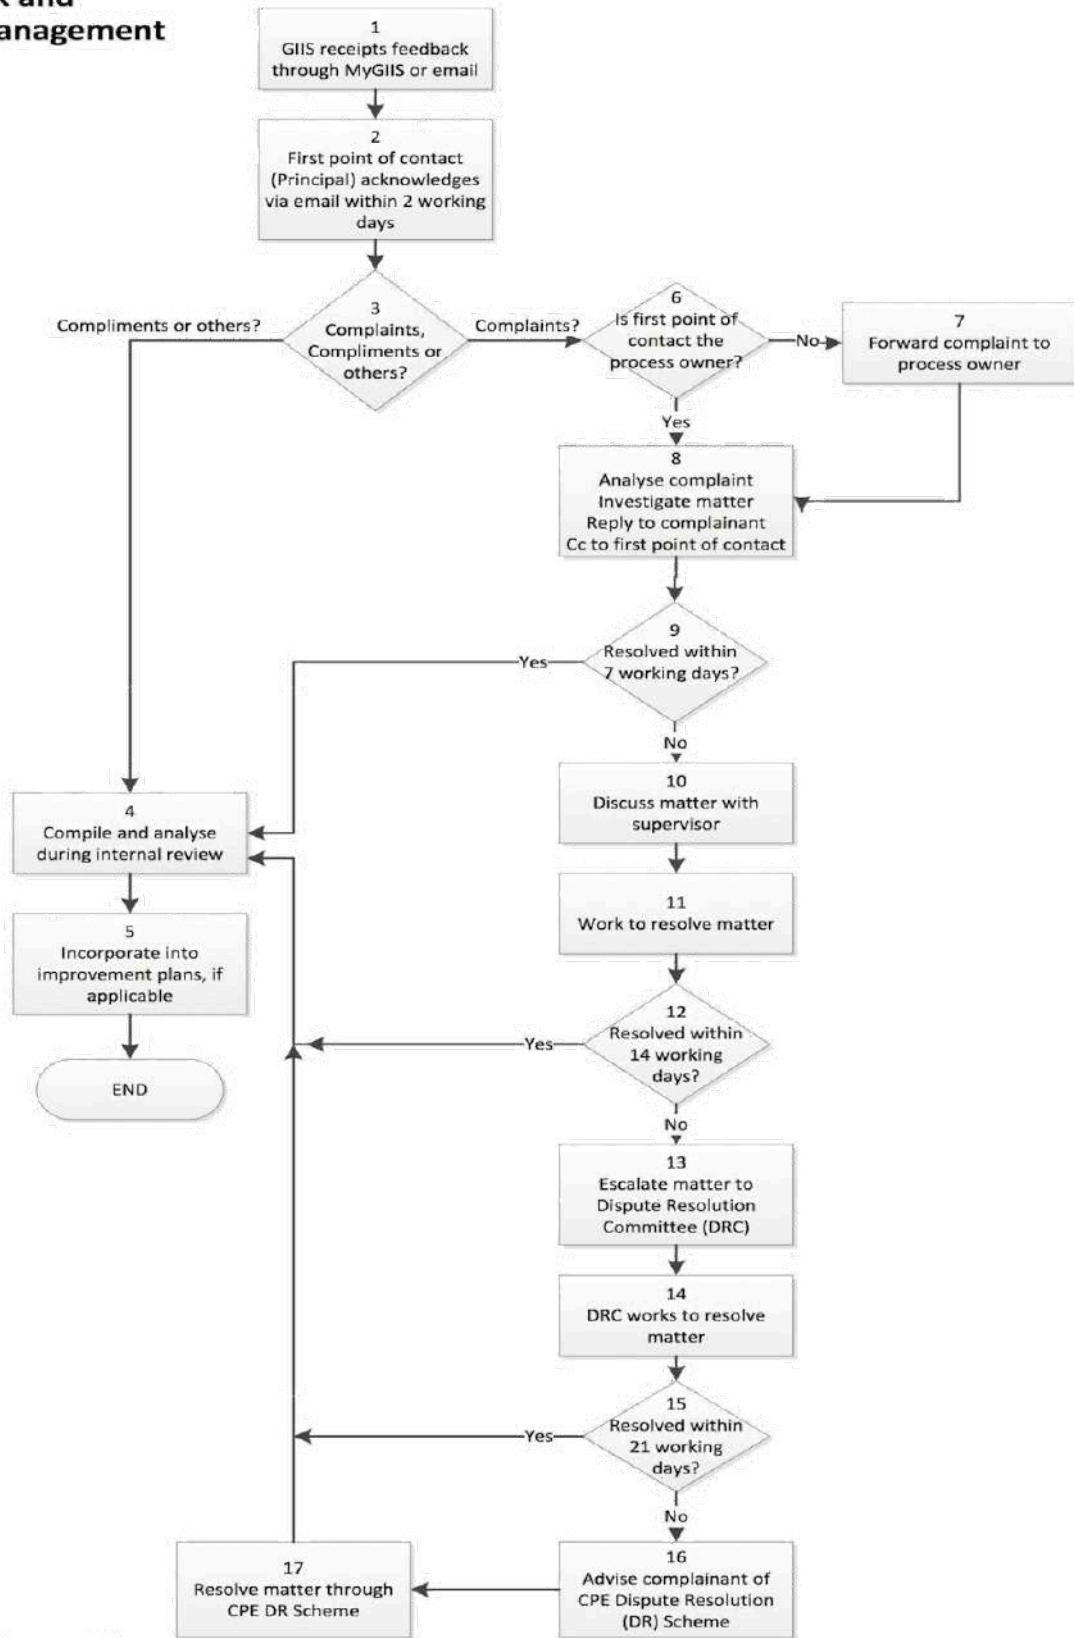 and
anagement
1
GIIS receipts feedback
through MyGIIS or email
2
First point of contact
(Principal) acknowledges
via email within 2 working
days
3
Complaints,
Compliments or
others?
Compliments or others?
Complaints?
6
Is first point of
contact the
process owner?
No
7
Forward complaint to
process owner
Yes
8
Analyse complaint
Investigate matter
Reply to complainant
Cc to first point of contact
9
Resolved within
7 working days?
Yes
No
10
Discuss matter with
supervisor
4
Compile and analyse
during internal review
11
Work to resolve matter
5
Incorporate into
improvement plans, if
applicable
12
Resolved within
14 working
days?
Yes
END
No
13
Escalate matter to
Dispute Resolution
Committee (DRC)
14
DRC works to resolve
matter
15
Resolved within
21 working
days?
Yes
No
16
Advise complainant of
CPE Dispute Resolution
(DR) Scheme
17
Resolve matter through
CPE DR Scheme